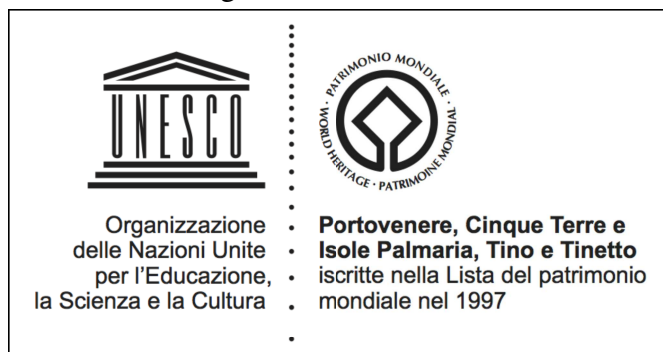 UNESCO
PATRIMONIO MONDIALE · WORLD HERITAGE · PATRIMOINE MONDIAL ·
Organizzazione
delle Nazioni Unite
per l'Educazione,
la Scienza e la Cultura
Portovenere, Cinque Terre e
Isole Palmaria, Tino e Tinetto
iscritte nella Lista del patrimonio
mondiale nel 1997